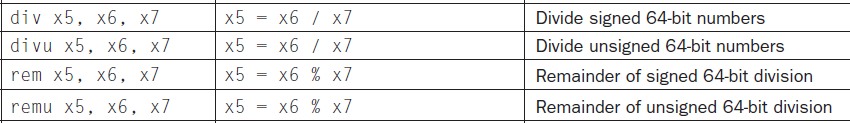 div x5, x6, x7 x5 = x6 / x7 Divide signed 64-bit numbers
divu x5, x6, x7 x5 = x6 / x7 Divide unsigned 64-bit numbers
rem x5, x6, x7 x5 = x6 % x7 Remainder of signed 64-bit division
remu x5, x6, x7 x5 = x6 % x7 Remainder of unsigned 64-bit division